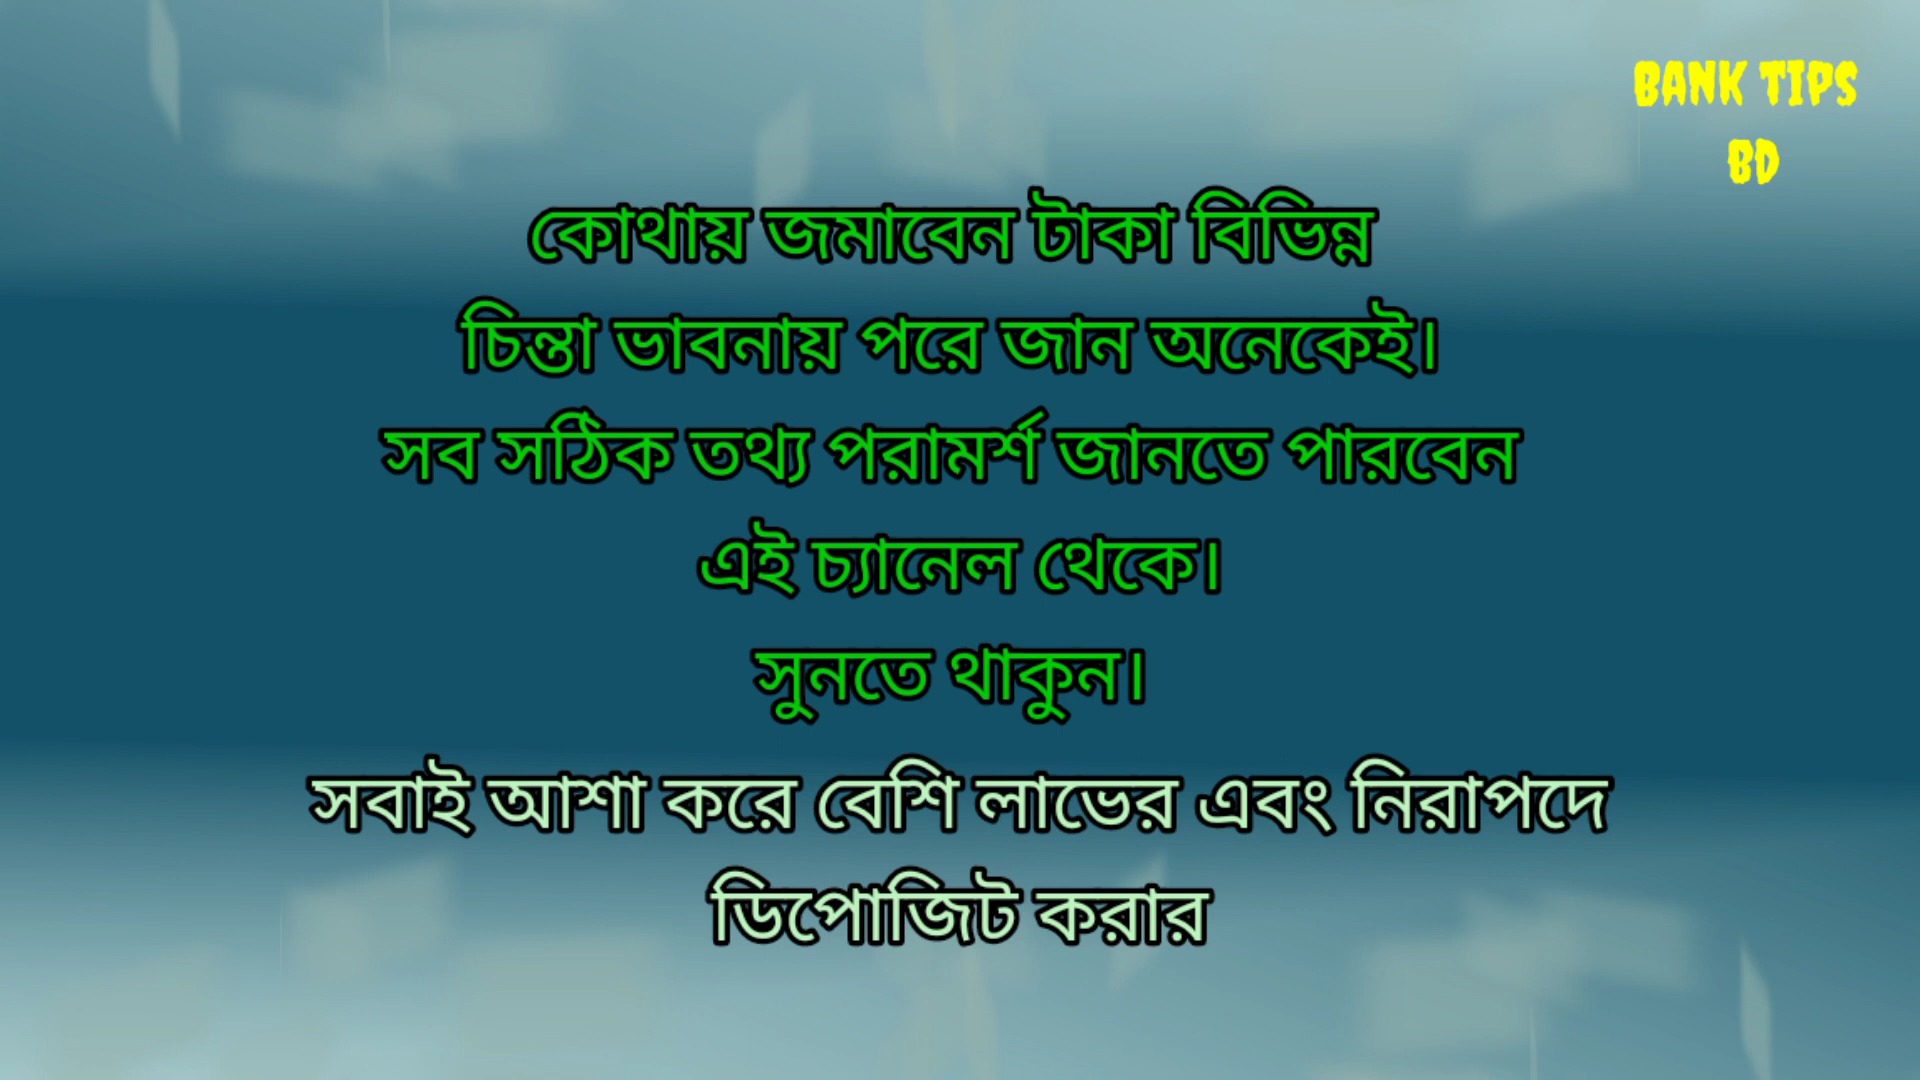 BANK TIPS
BD
কোথায় জমাবেন টাকা বিভিন্ন
চিন্তা ভাবনায় পরে জান অনেকেই।
সব সঠিক তথ্য পরামর্শ জানতে পারবেন
এই চ্যানেল থেকে।
সুনতে থাকুন।
সবাই আশা করে বেশি লাভের এবং নিরাপদে
ডিপোজিট করার